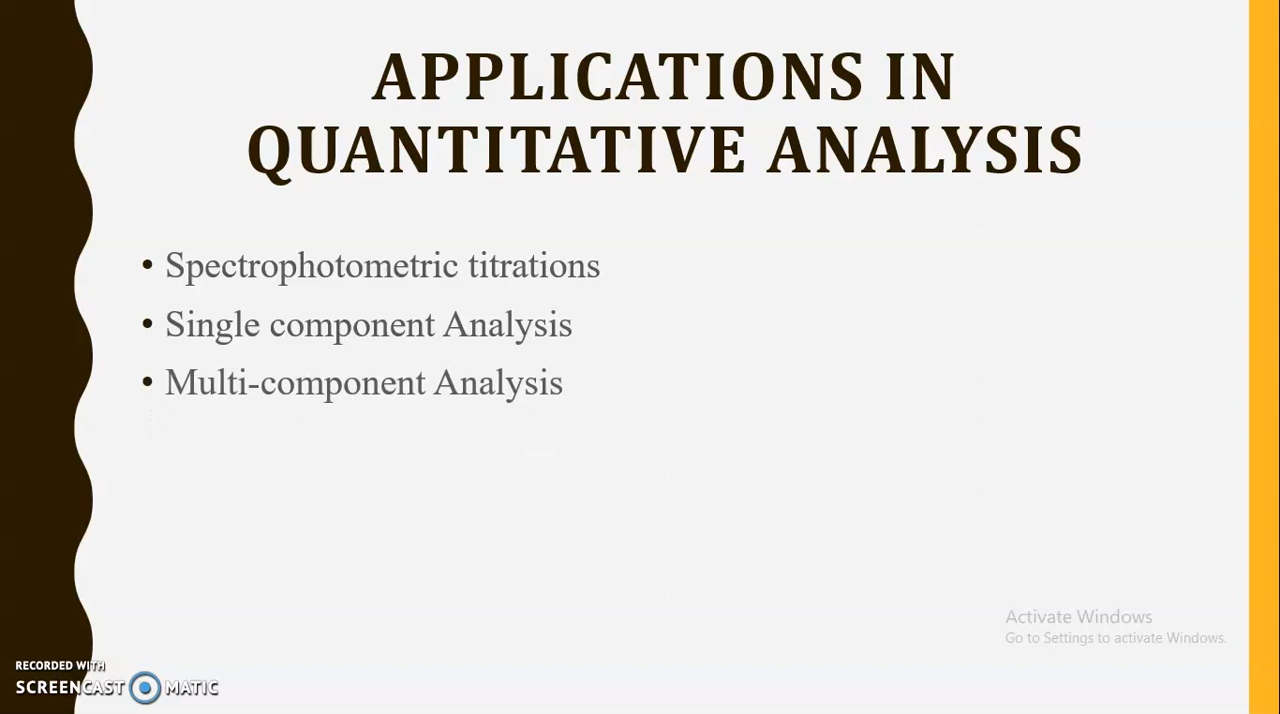 APPLICATIONS IN
QUANTITATIVE ANALYSIS
• Spectrophotometric titrations
• Single component Analysis
• Multi-component Analysis
Activate Windows
Go to Settings to activate Windows.
RECORDED WITH
SCREENCAST MATIC